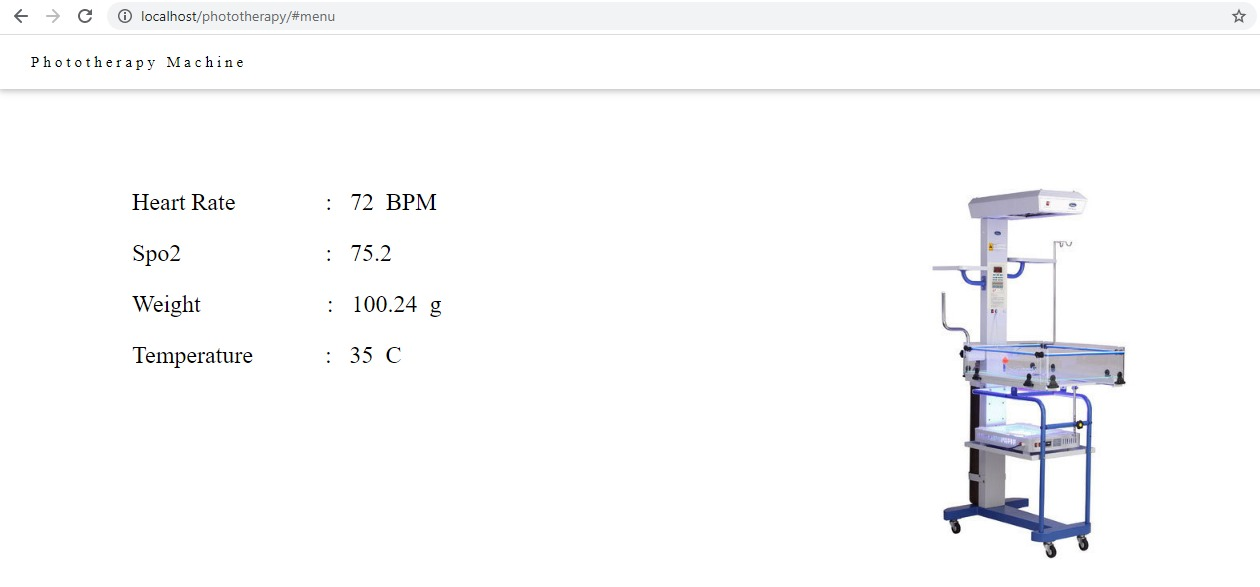 localhost/phototherapy/#menu
Phototherapy Machine
Heart Rate : 72 BPM
Spo2 : 75.2
Weight : 100.24 g
Temperature : 35 C